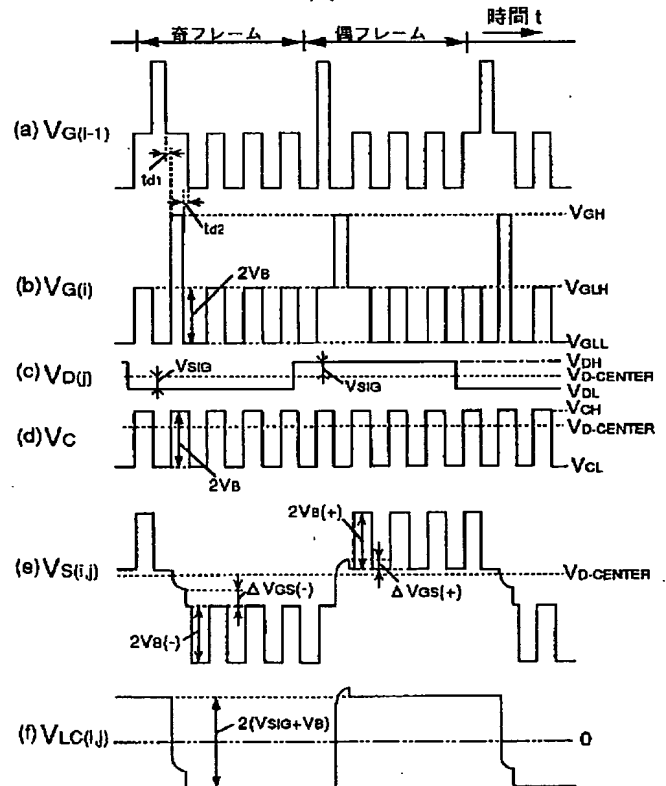 時間 t
奇フレーム 偶フレーム
(a) VG(i-1)
td1
td2
VGH
(b) VG(i)
2VB
VGLH
VGLL
(c) VD(j)
VSIG
VSIG
VDH
VD-CENTER
VDL
(d) VC
VCH
VD-CENTER
VCL
2VB
(e) VS(i,j)
2VB(+)
VD-CENTER
ΔVGS(-)
ΔVGS(+)
2VB(-)
(f) VLC(i,j)
2(VSIG+VB)
0